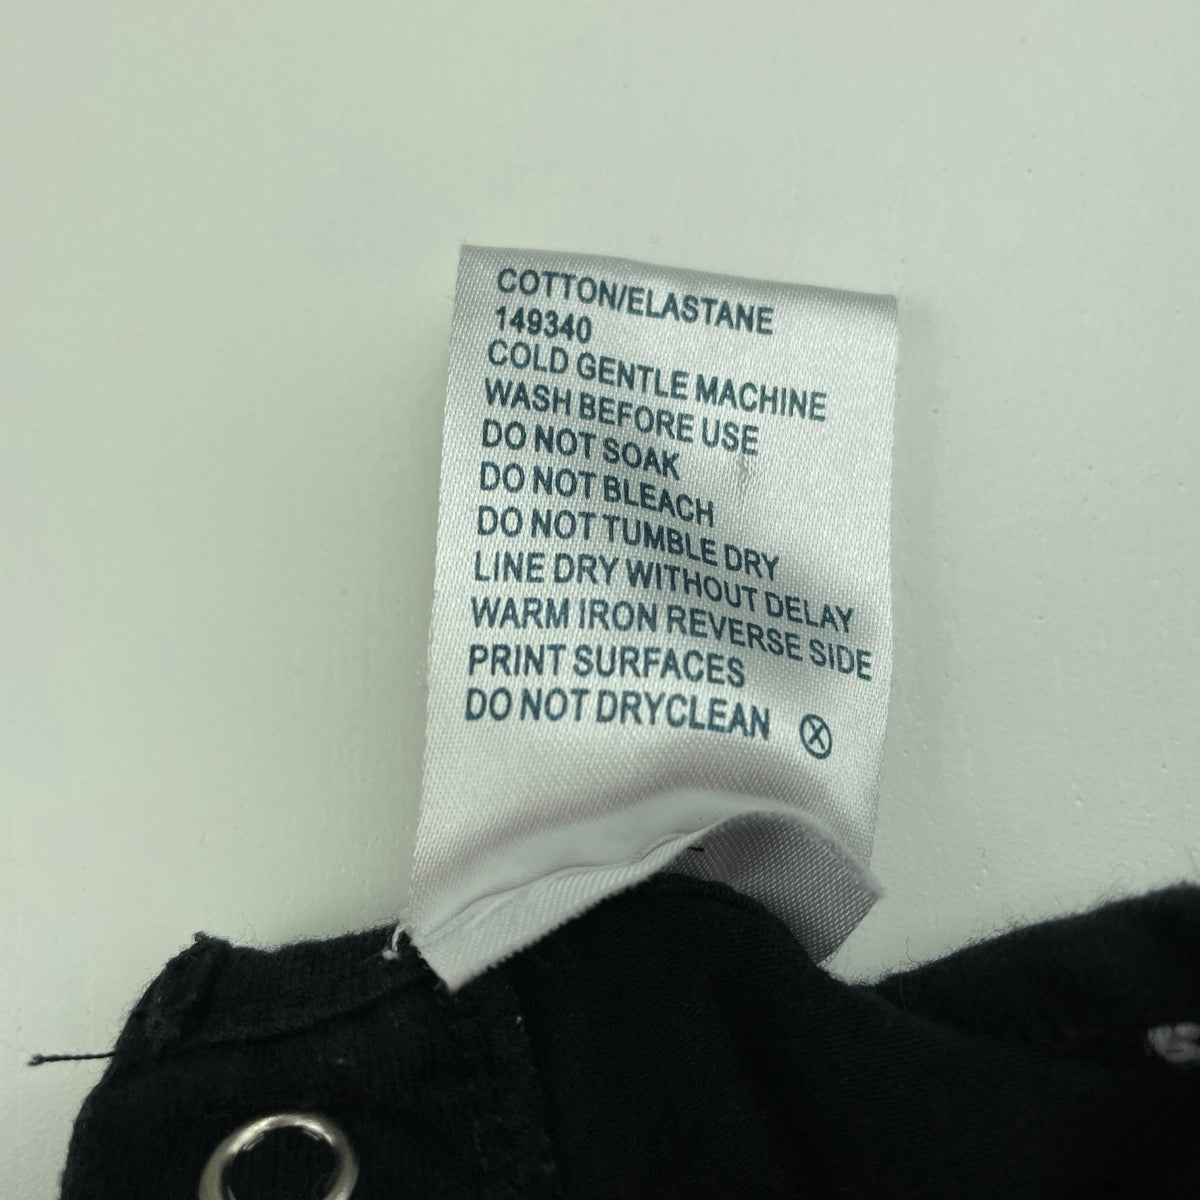 COTTON/ELASTANE
149340
COLD GENTLE MACHINE
WASH BEFORE USE
DO NOT SOAK
DO NOT BLEACH
DO NOT TUMBLE DRY
LINE DRY WITHOUT DELAY
WARM IRON REVERSE SIDE
PRINT SURFACES
DO NOT DRYCLEAN